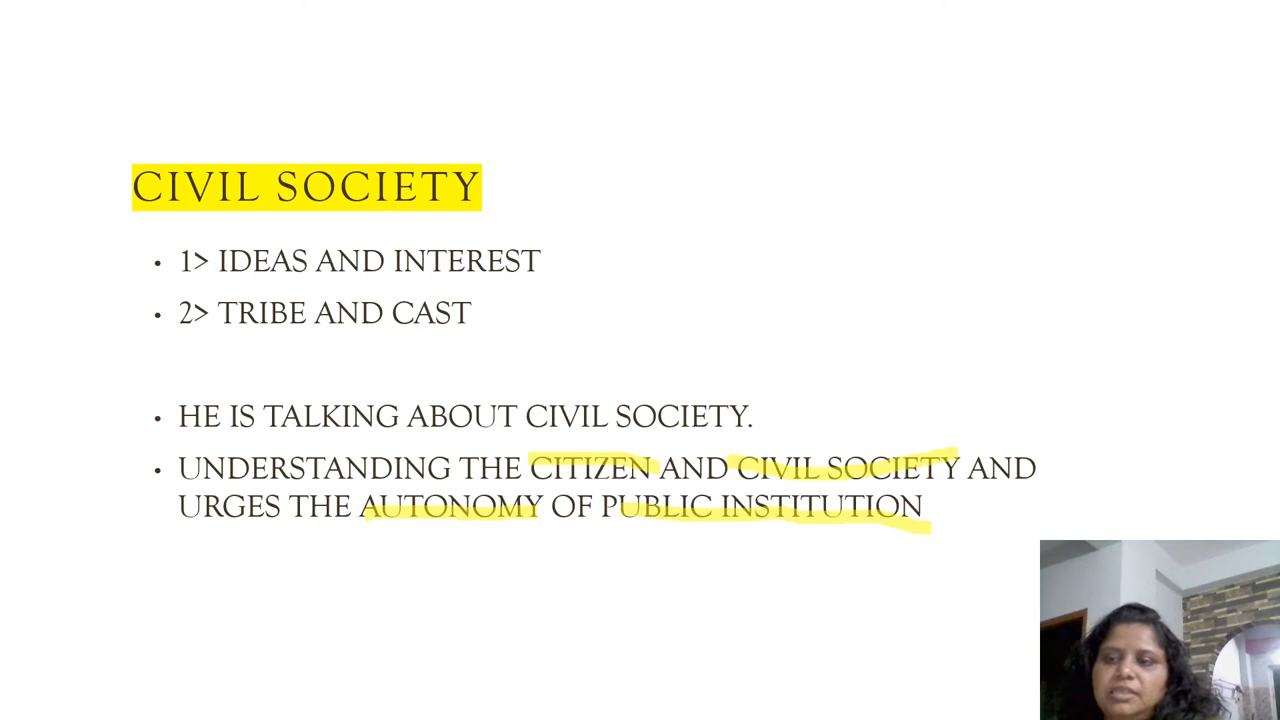 CIVIL SOCIETY
• 1> IDEAS AND INTEREST
• 2> TRIBE AND CAST
• HE IS TALKING ABOUT CIVIL SOCIETY.
• UNDERSTANDING THE CITIZEN AND CIVIL SOCIETY AND
URGES THE AUTONOMY OF PUBLIC INSTITUTION